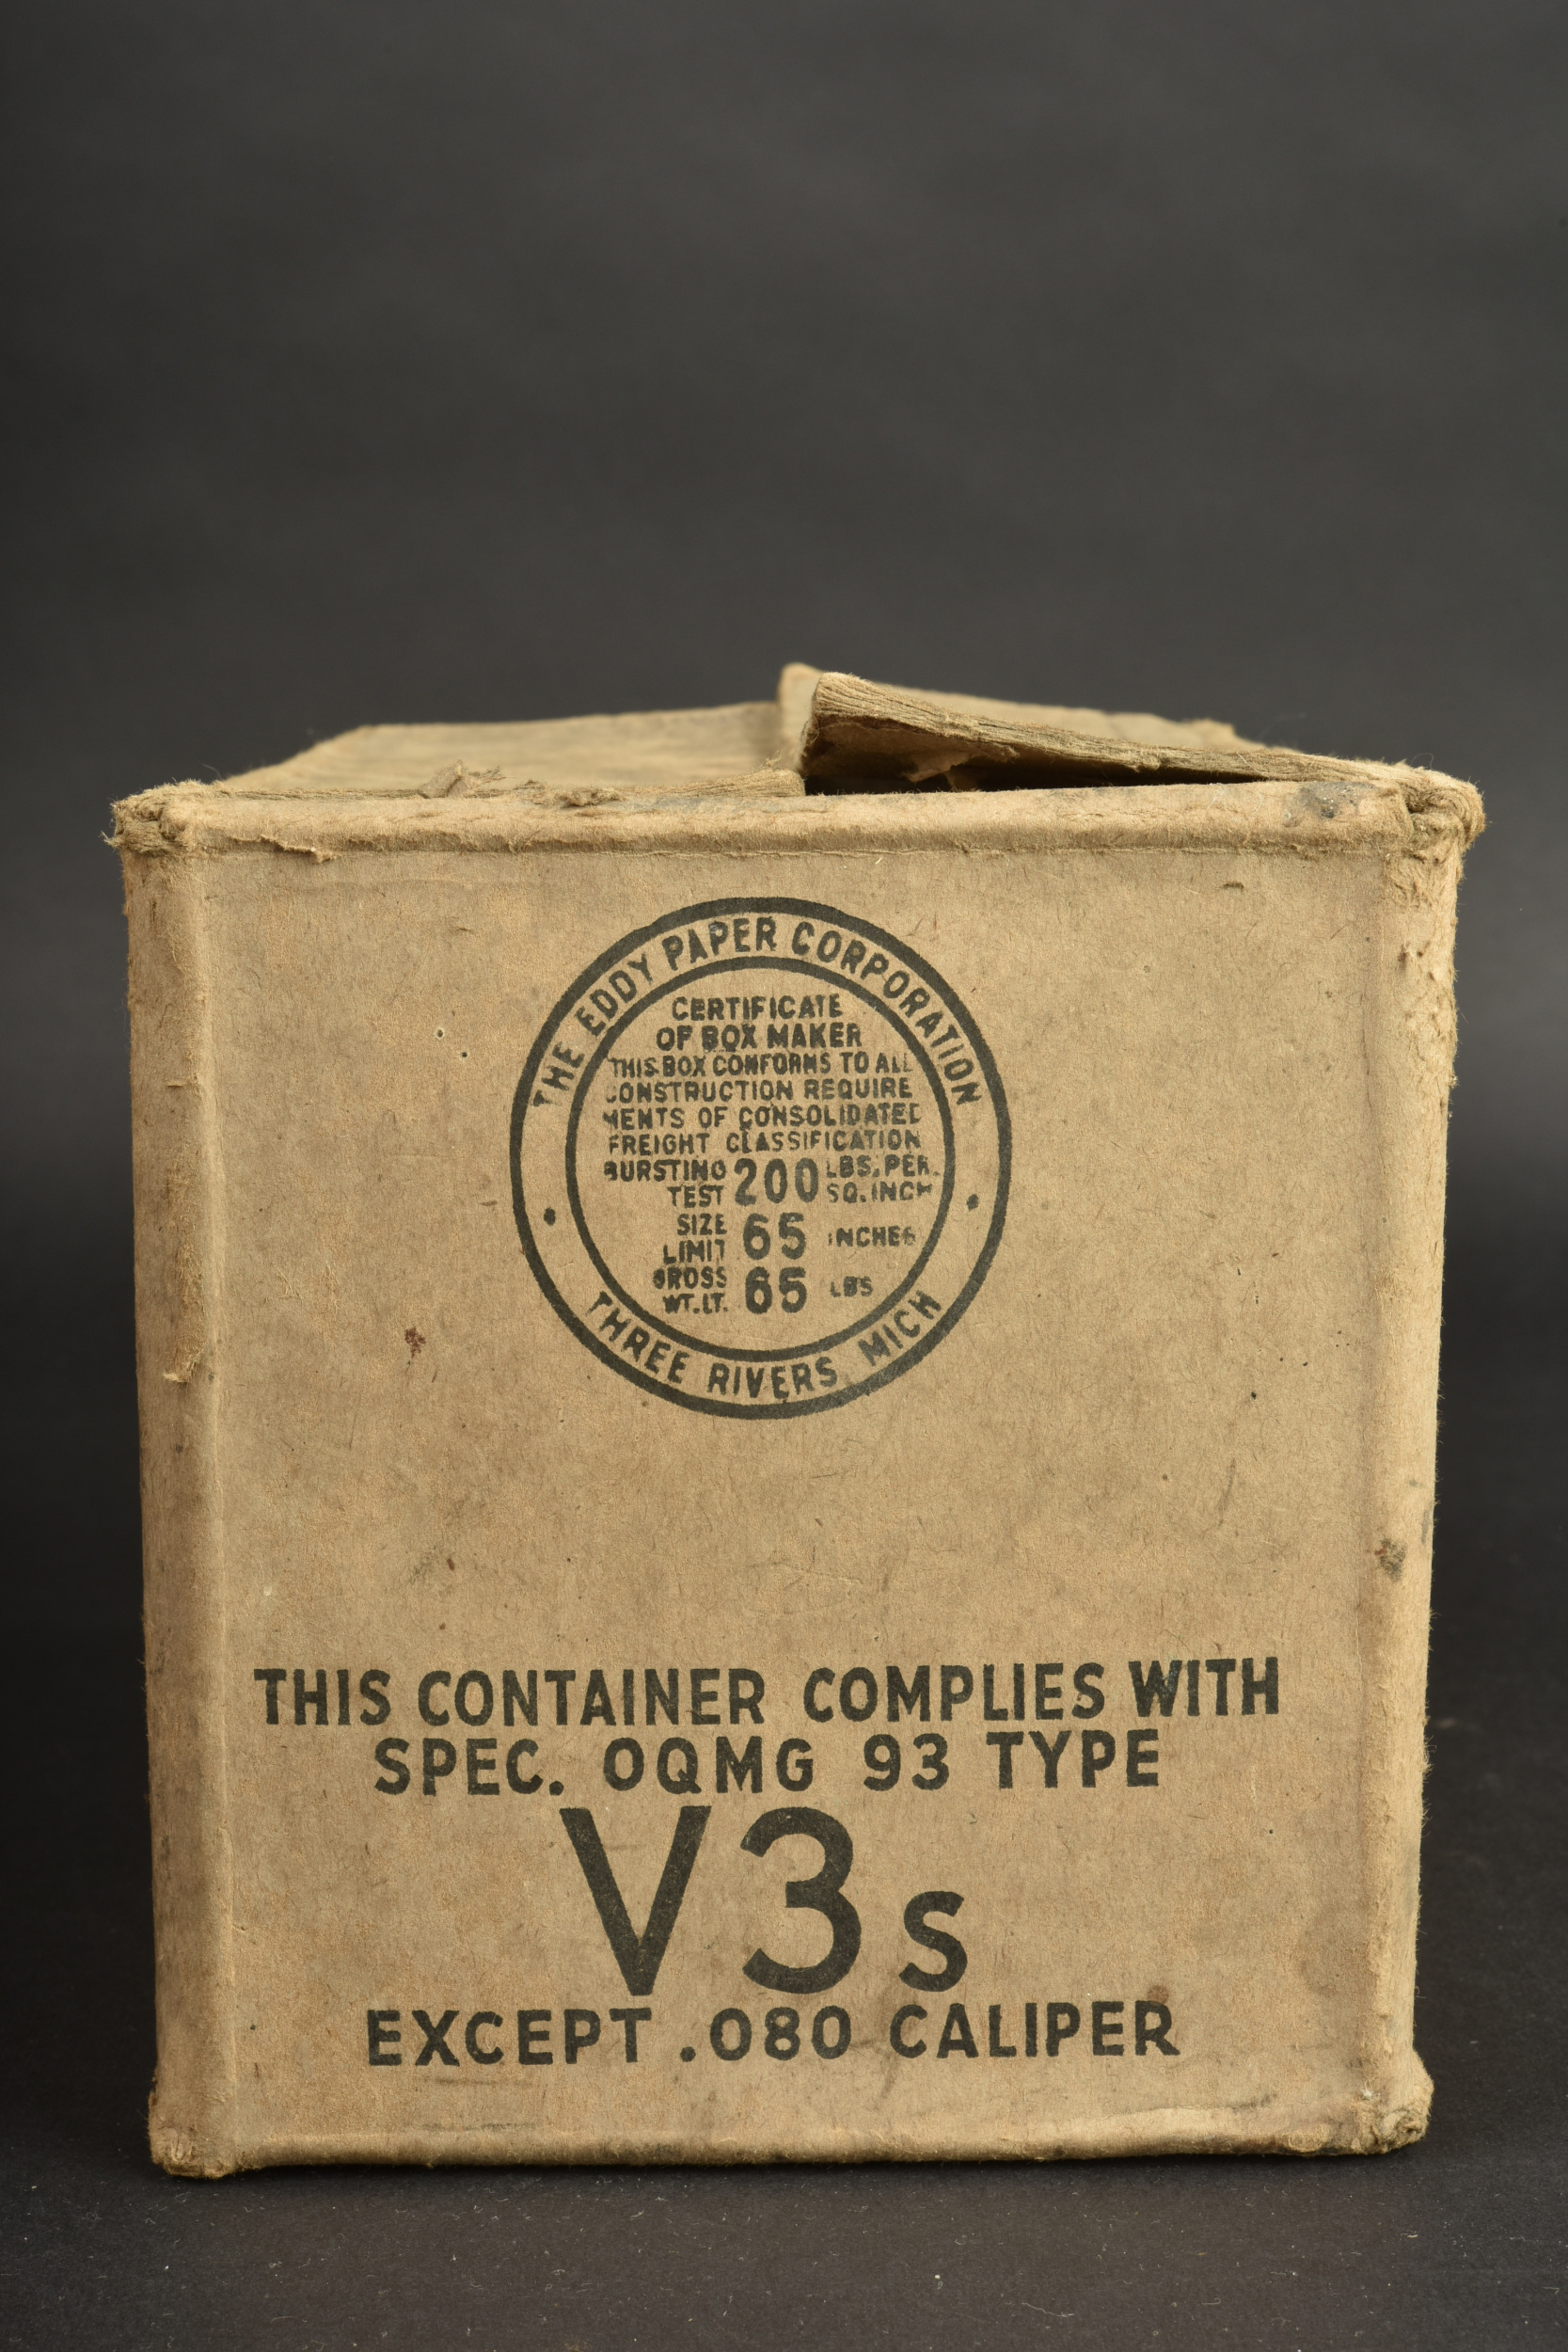 THE EDDY PAPER CORPORATION
CERTIFICATE
OF BOX MAKER
THIS BOX CONFORMS TO ALL
CONSTRUCTION REQUIRE
MENTS OF CONSOLIDATED
FREIGHT CLASSIFICATION
BURSTING TEST 200 LBS. PER SQ. INCH
SIZE LIMIT 65 INCHES
GROSS WT. LT. 65 LBS
THREE RIVERS MICH
THIS CONTAINER COMPLIES WITH
SPEC. OQMG 93 TYPE
V3s
EXCEPT .080 CALIPER